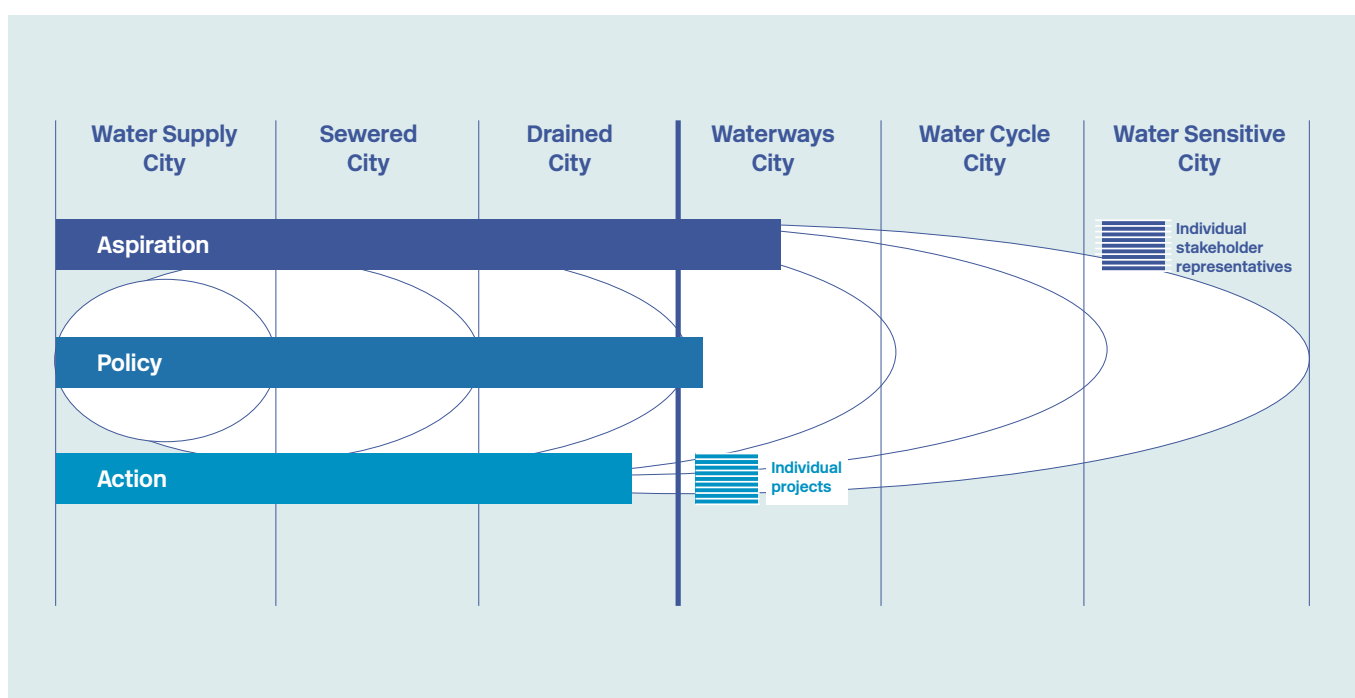 Water Supply
City
Sewered
City
Drained
City
Waterways
City
Water Cycle
City
Water Sensitive
City
Aspiration
Individual
stakeholder
representatives
Policy
Action
Individual
projects